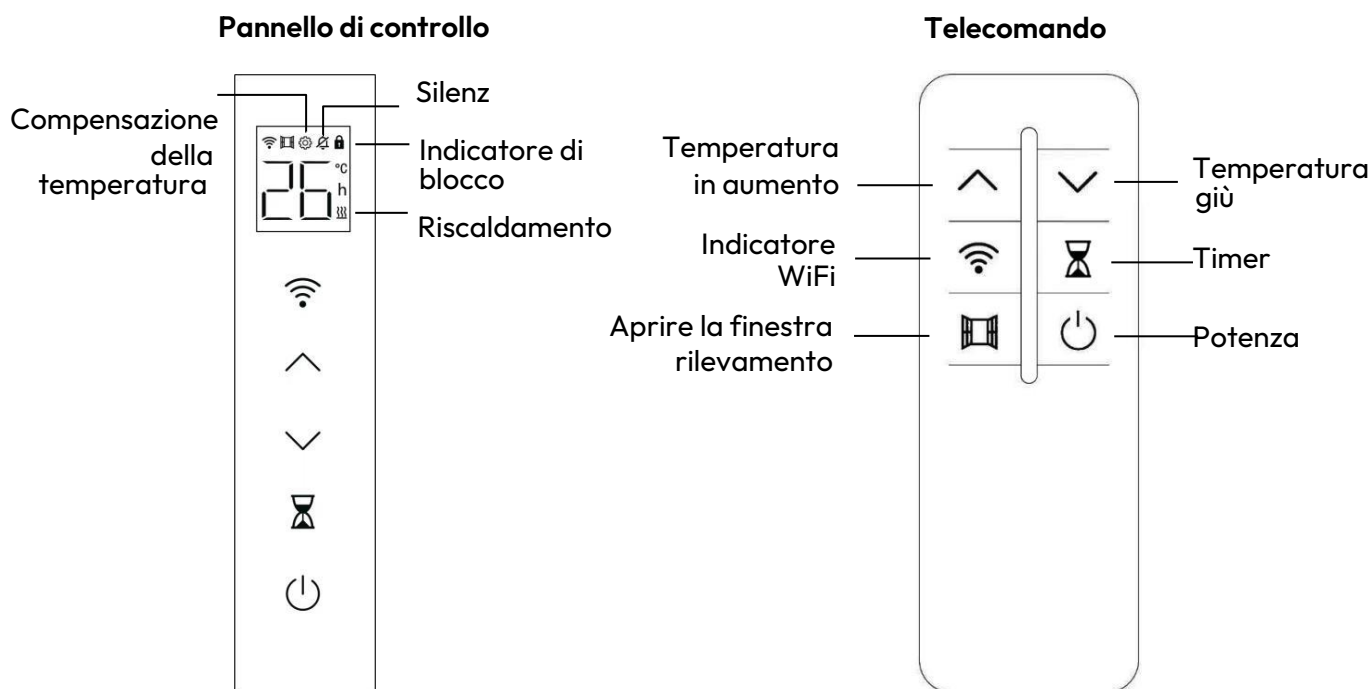 Pannello di controllo
Compensazione
della
temperatura
Silenz
Indicatore di
blocco
Riscaldamento
26
°C
h
Telecomando
Temperatura
in aumento
Indicatore
WiFi
Aprire la finestra
rilevamento
Temperatura
giù
Timer
Potenza